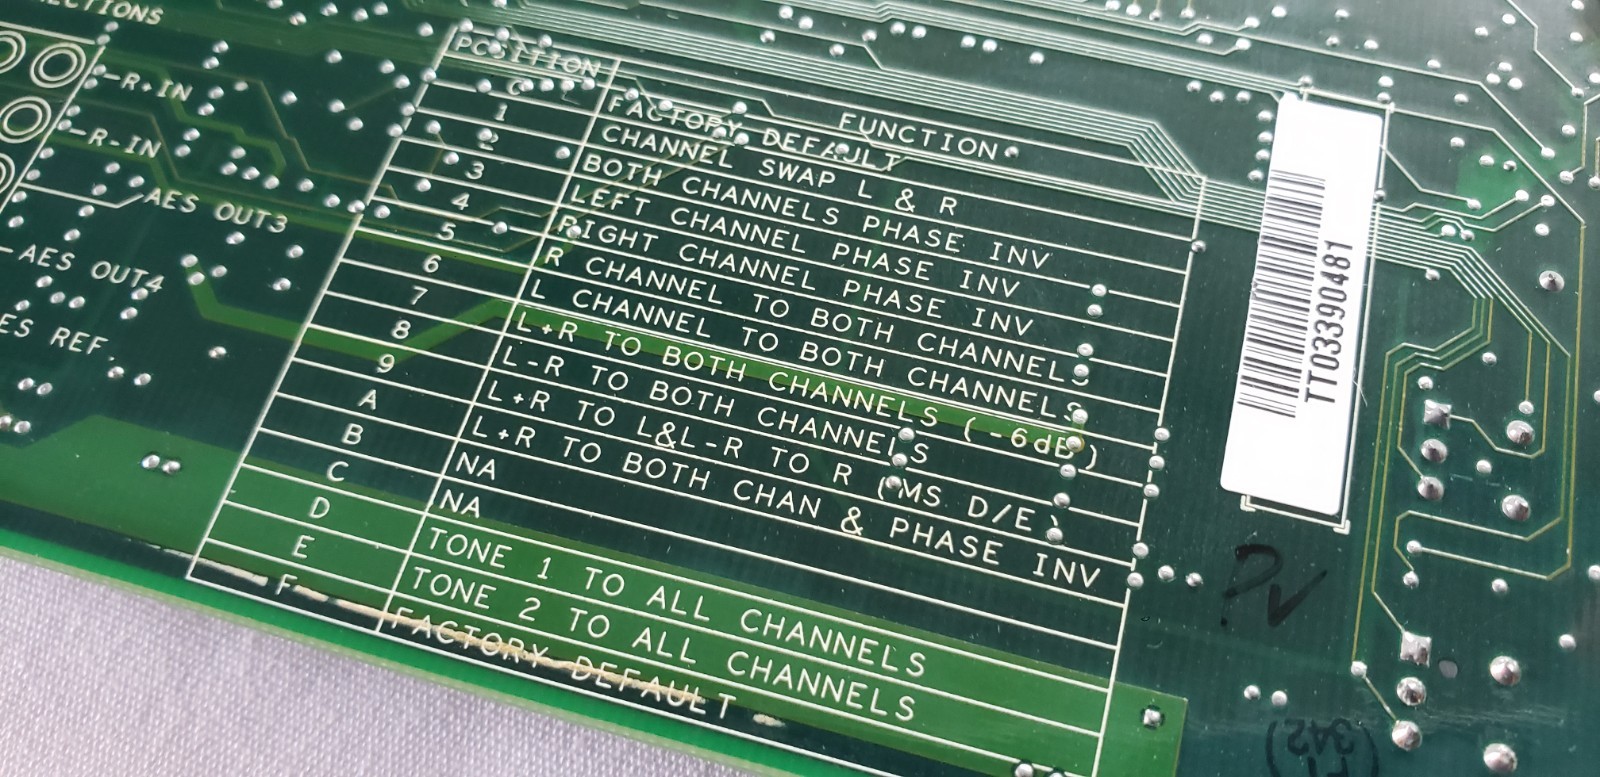 ECTIONS
R+IN
R-IN
AES OUT3
AES OUT4
ES REF.
POSITION FUNCTION
0 FACTORY DEFAULT
1 CHANNEL SWAP L & R
2 BOTH CHANNELS PHASE INV
3 LEFT CHANNEL PHASE INV
4 RIGHT CHANNEL PHASE INV
5 R CHANNEL TO BOTH CHANNELS
6 L CHANNEL TO BOTH CHANNELS
7 L+R TO BOTH CHANNELS (-6dB)
8 L-R TO BOTH CHANNELS
9 L+R TO L&L-R TO R (MS D/E)
A L+R TO BOTH CHAN & PHASE INV
B NA
C NA
D TONE 1 TO ALL CHANNELS
E TONE 2 TO ALL CHANNELS
F FACTORY DEFAULT
TT03390481
342